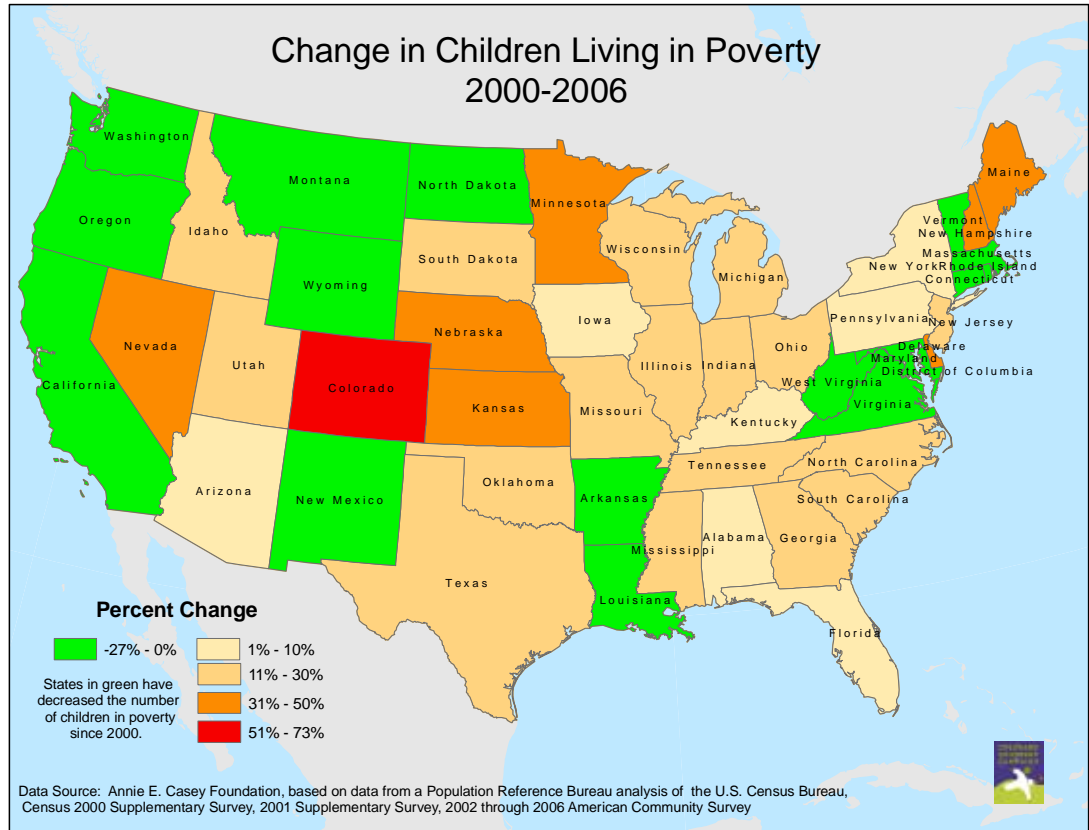 Change in Children Living in Poverty
2000-2006
Washington
Montana
North Dakota
Minnesota
Maine
Oregon
Idaho
Wisconsin
Vermont
New Hampshire
South Dakota
Michigan
Massachusetts
New York
Rhode Island
Connecticut
Wyoming
Iowa
Pennsylvania
New Jersey
Nebraska
Nevada
Ohio
Delaware
Maryland
District of Columbia
Utah
Illinois
Indiana
California
Colorado
West Virginia
Virginia
Kansas
Missouri
Kentucky
Tennessee
North Carolina
Arizona
New Mexico
Oklahoma
Arkansas
South Carolina
Mississippi
Alabama
Georgia
Texas
Louisiana
Florida
Percent Change
-27% - 0%
1% - 10%
11% - 30%
31% - 50%
51% - 73%
States in green have
decreased the number
of children in poverty
since 2000.
Data Source: Annie E. Casey Foundation, based on data from a Population Reference Bureau analysis of the U.S. Census Bureau,
Census 2000 Supplementary Survey, 2001 Supplementary Survey, 2002 through 2006 American Community Survey